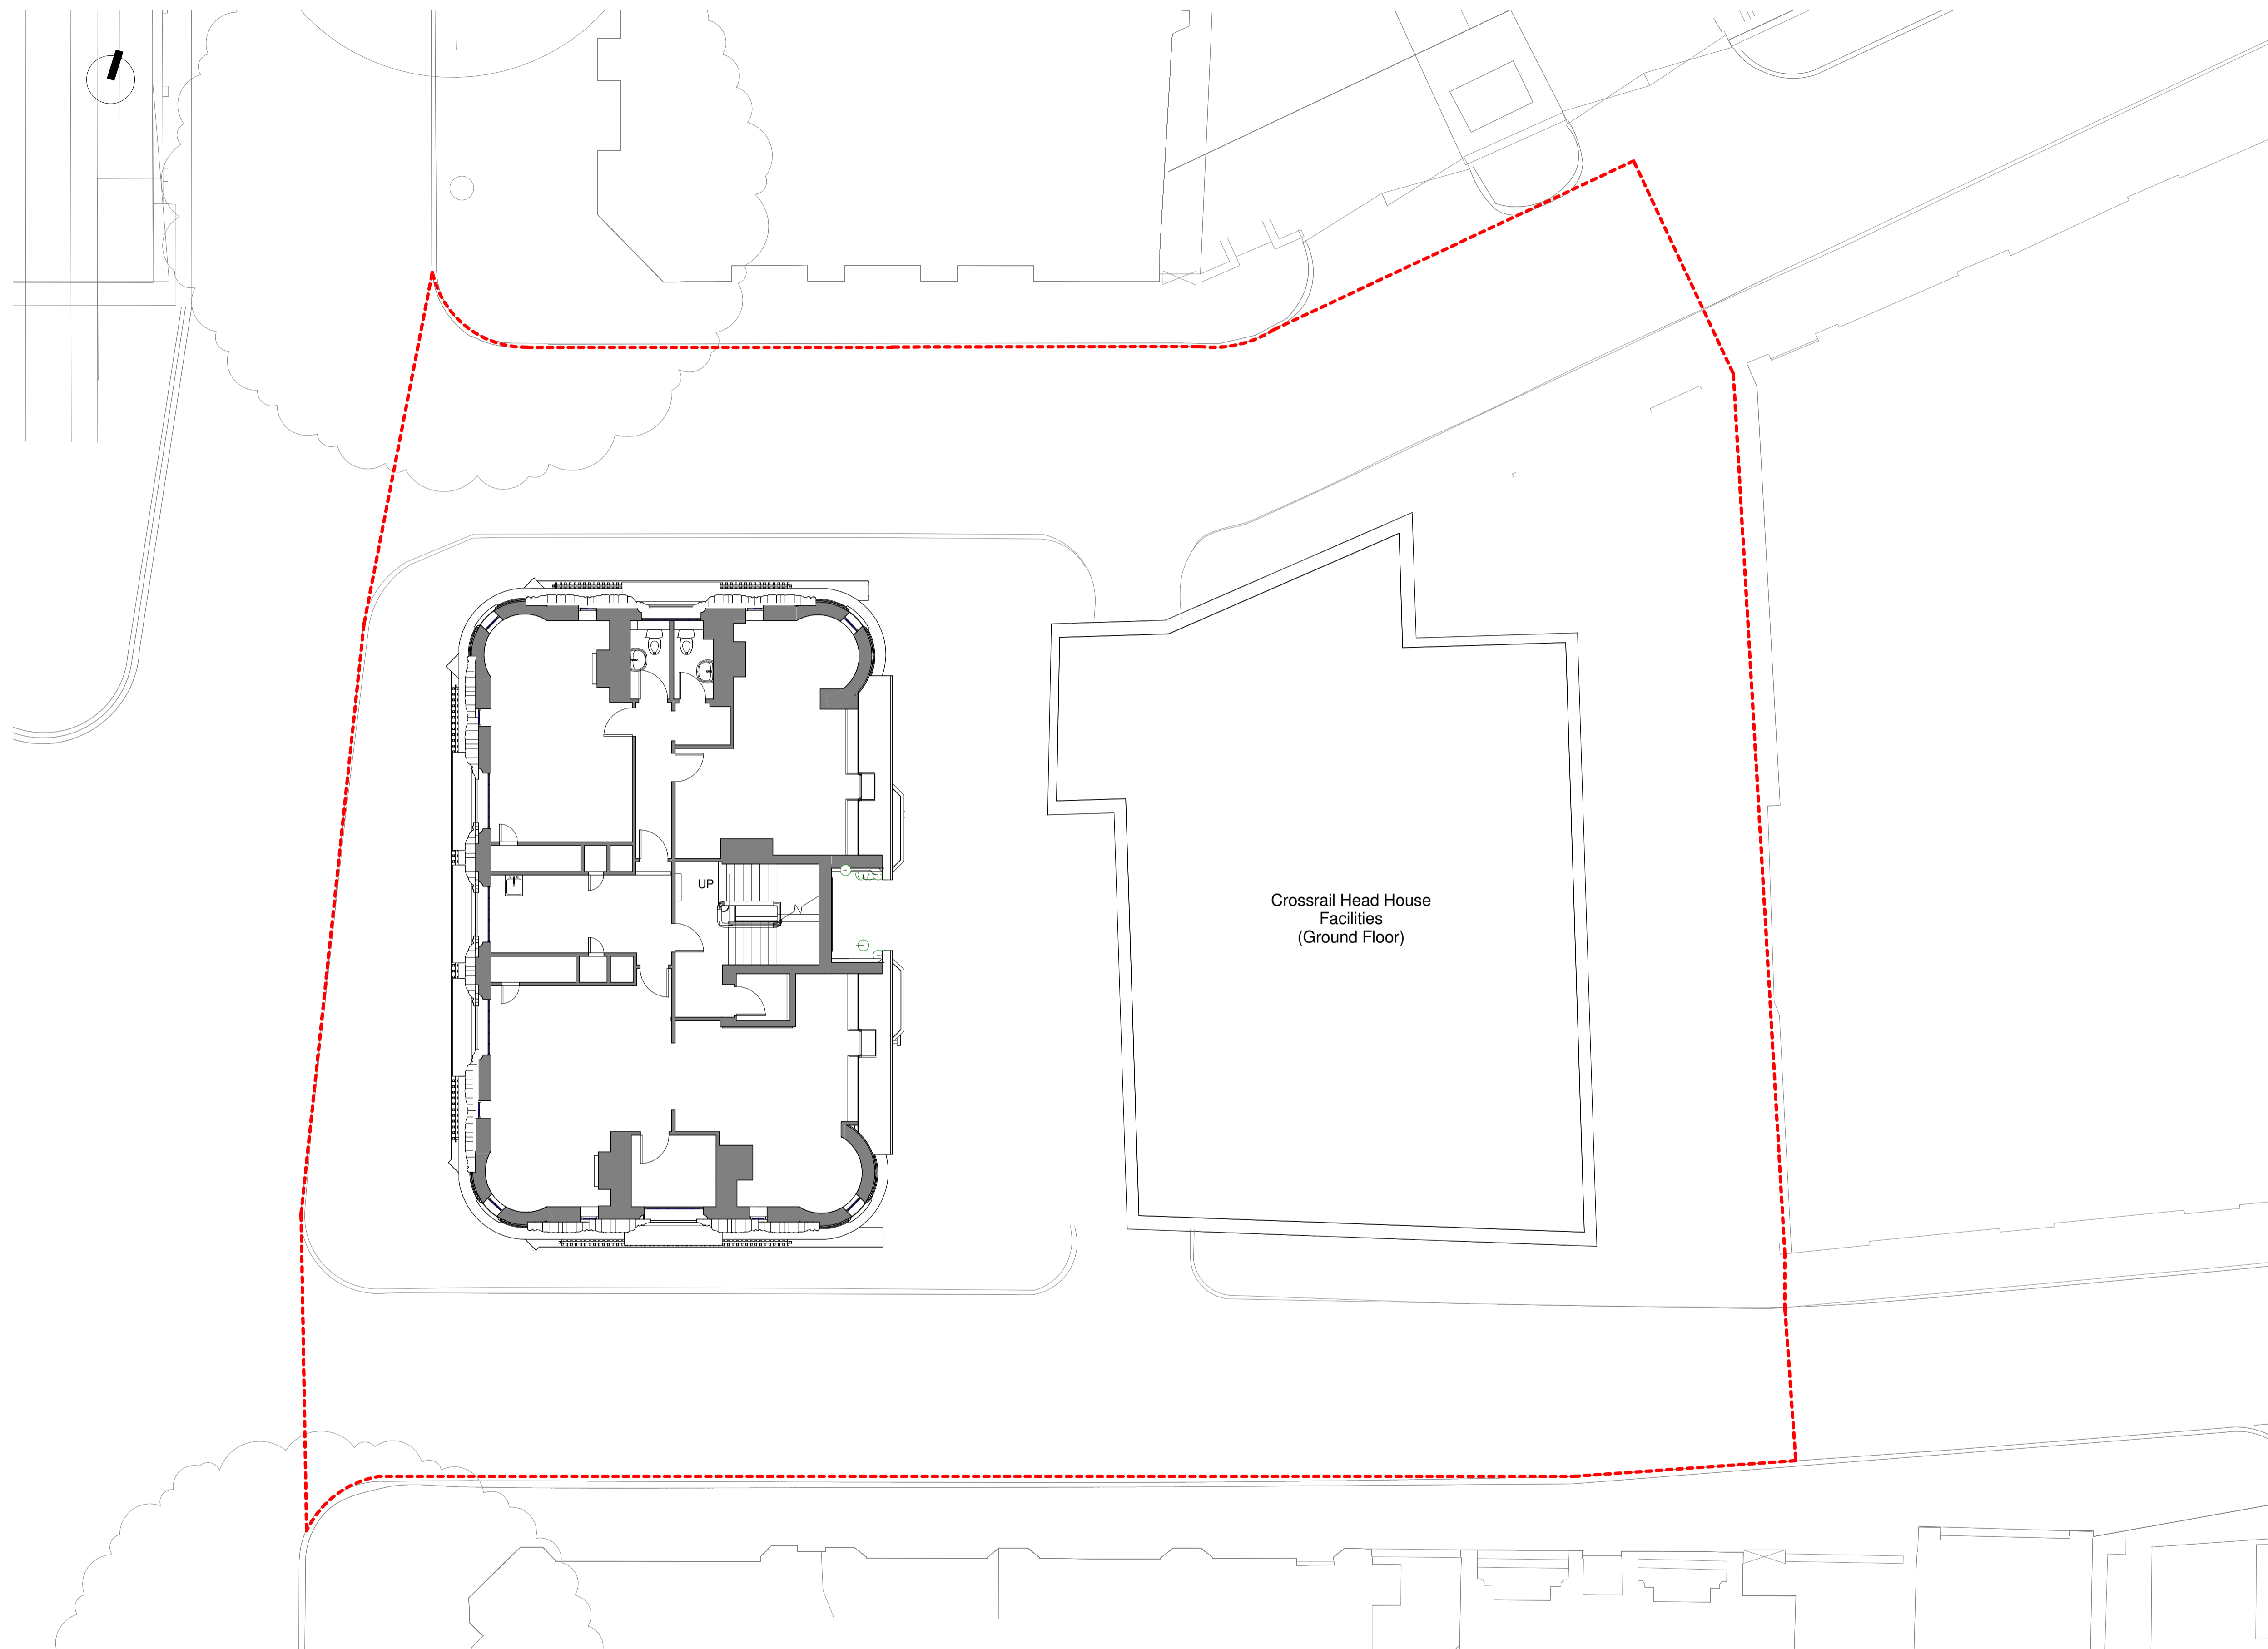 UP
Crossrail Head House
Facilities
(Ground Floor)